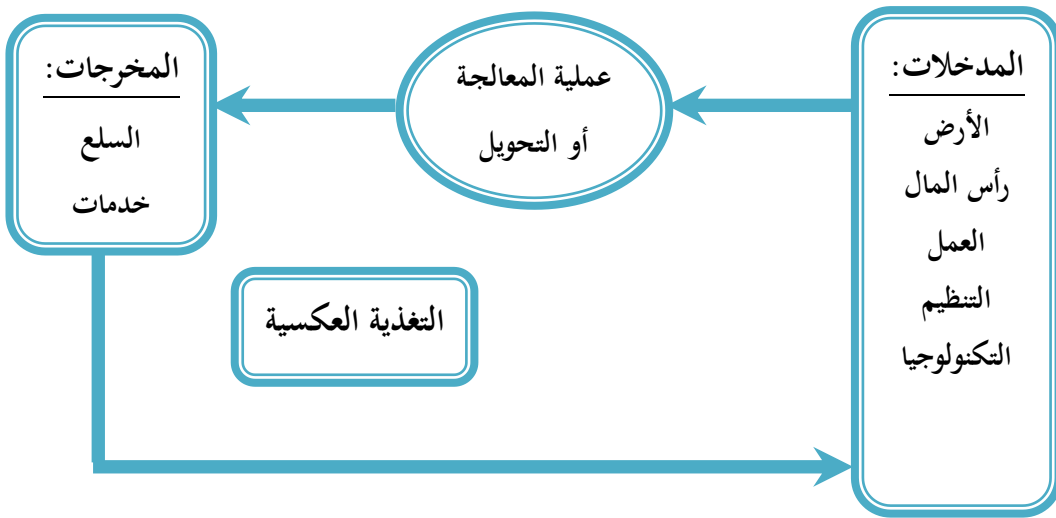 المدخلات:
الأرض
رأس المال
العمل
التنظيم
التكنولوجيا
عملية المعالجة
أو التحويل
المخرجات:
السلع
خدمات
التغذية العكسية